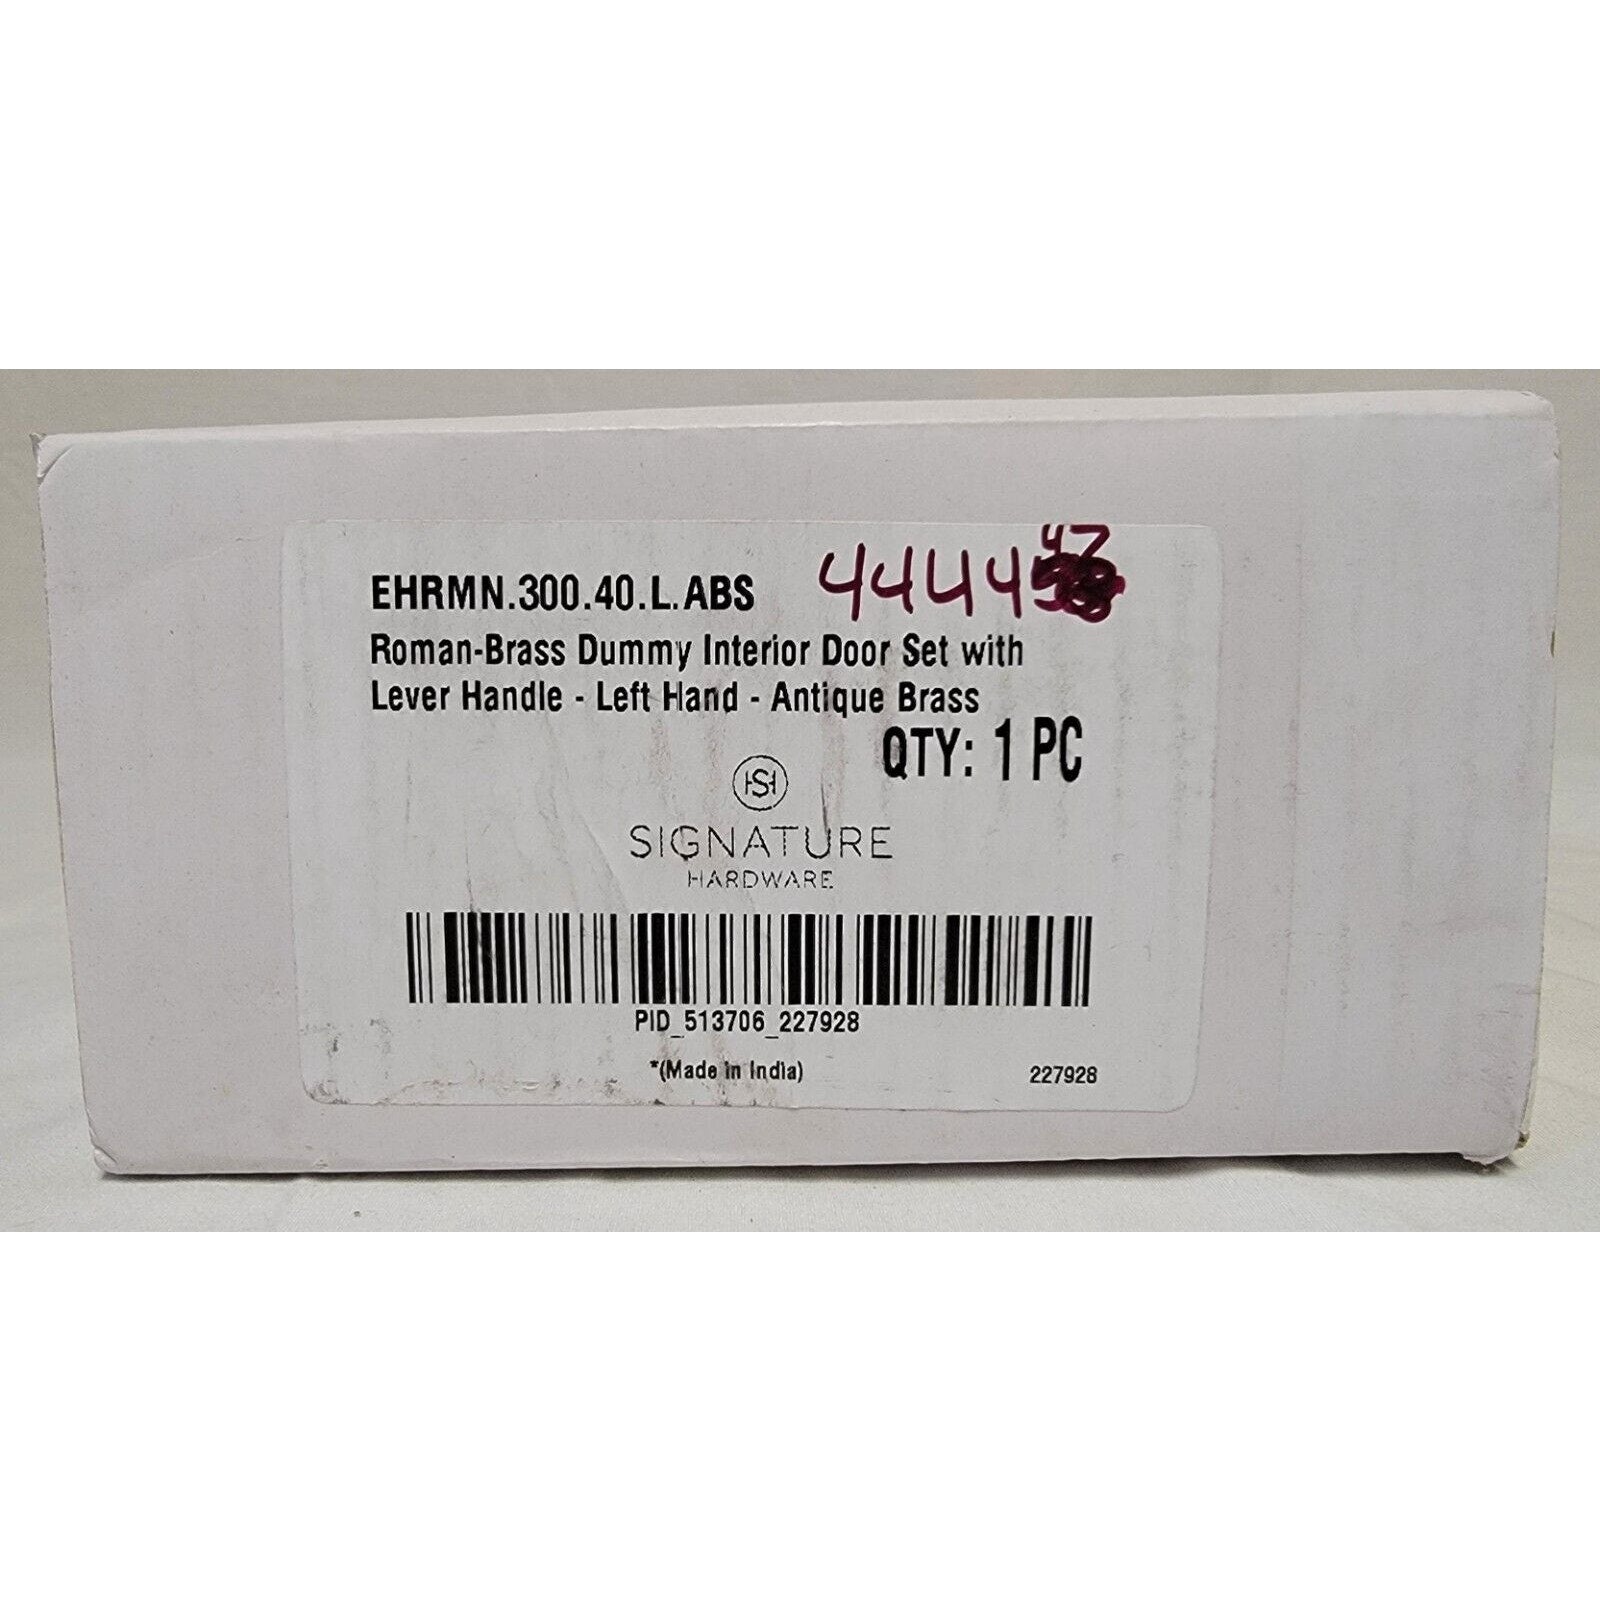 EHRMN.300.40.L.ABS 444447
Roman-Brass Dummy Interior Door Set with
Lever Handle - Left Hand - Antique Brass
QTY: 1 PC
SIGNATURE
HARDWARE
PID_513706_227928
*(Made in India)
227928